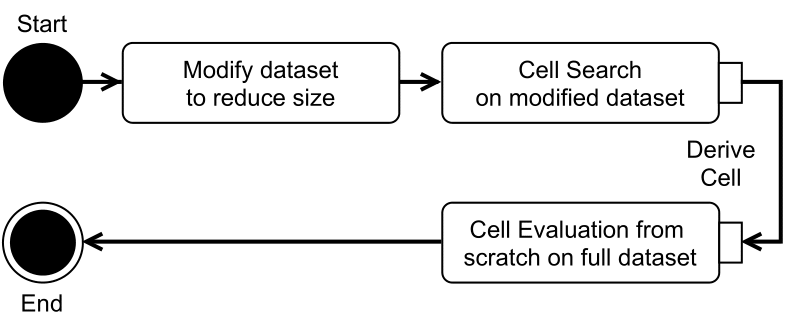 Start
Modify dataset
to reduce size
Cell Search
on modified dataset
Derive
Cell
Cell Evaluation from
scratch on full dataset
End